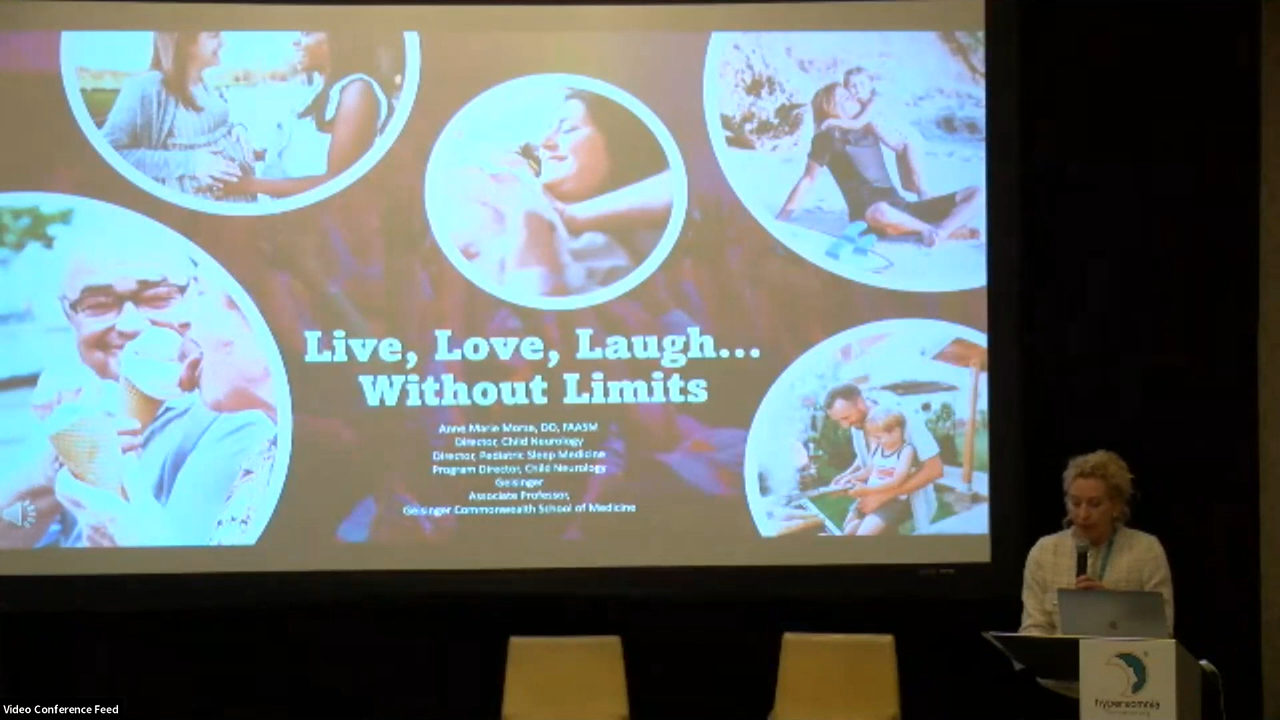 Live, Love, Laugh...
Without Limits
Anne Marie Morse, DO, FAASM
Director, Child Neurology
Director, Pediatric Sleep Medicine
Program Director, Child Neurology
Geisinger
Associate Professor,
Geisinger Commonwealth School of Medicine
hypersomnia
Video Conference Feed